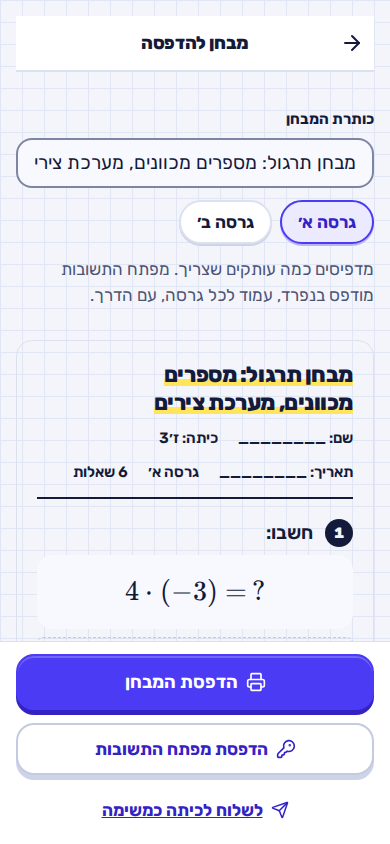 מבחן להדפסה
כותרת המבחן
מבחן תרגול: מספרים מכוונים, מערכת צירי
גרסה א׳
גרסה ב׳
מדפיסים כמה עותקים שצריך. מפתח התשובות
מודפס בנפרד, עמוד לכל גרסה, עם הדרך.
מבחן תרגול: מספרים
מכוונים, מערכת צירים
שם: ________ כיתה: ז׳3
תאריך: ________ גרסה א׳ 6 שאלות
1 חשבו:
4 · (−3) = ?
הדפסת המבחן
הדפסת מפתח התשובות
לשלוח לכיתה כמשימה